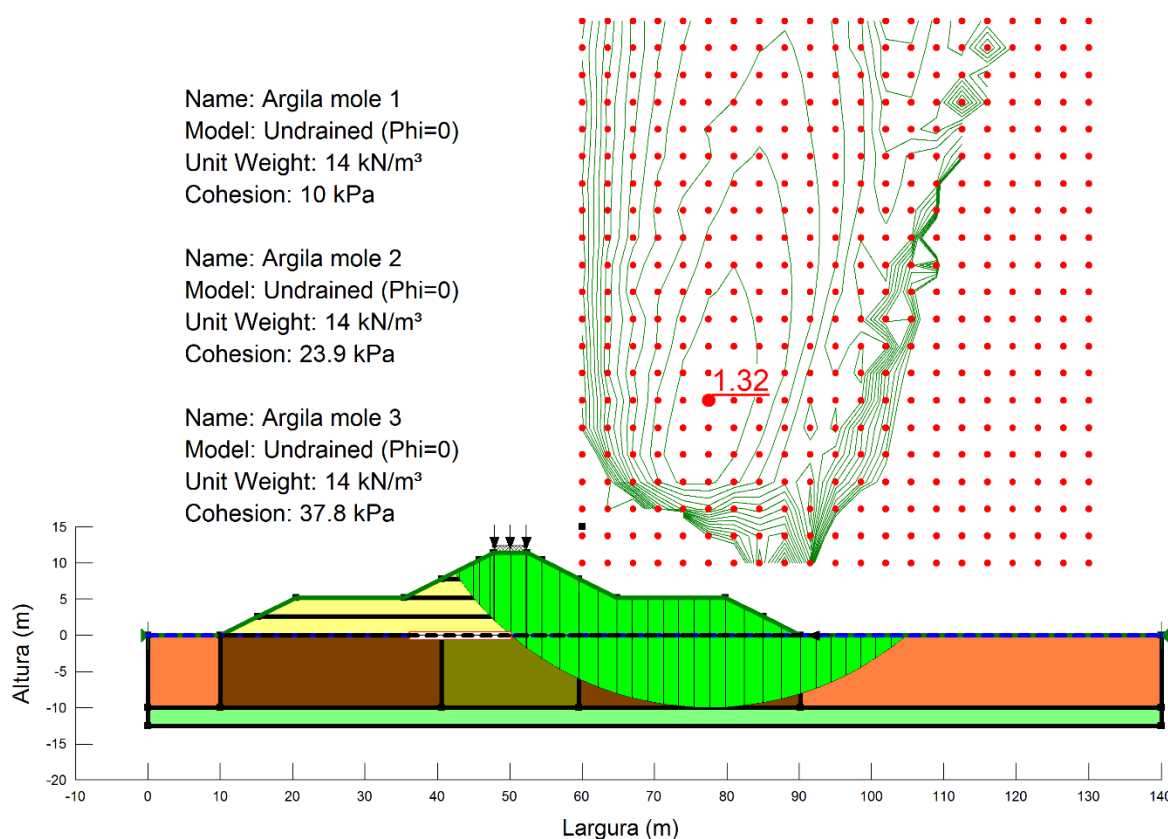 Name: Argila mole 1
Model: Undrained (Phi=0)
Unit Weight: 14 kN/m³
Cohesion: 10 kPa
Name: Argila mole 2
Model: Undrained (Phi=0)
Unit Weight: 14 kN/m³
Cohesion: 23.9 kPa
Name: Argila mole 3
Model: Undrained (Phi=0)
Unit Weight: 14 kN/m³
Cohesion: 37.8 kPa
1.32
Altura (m)
15
10
5
0
-5
-10
-15
-20
-10 0 10 20 30 40 50 60 70 80 90 100 110 120 130 140
Largura (m)